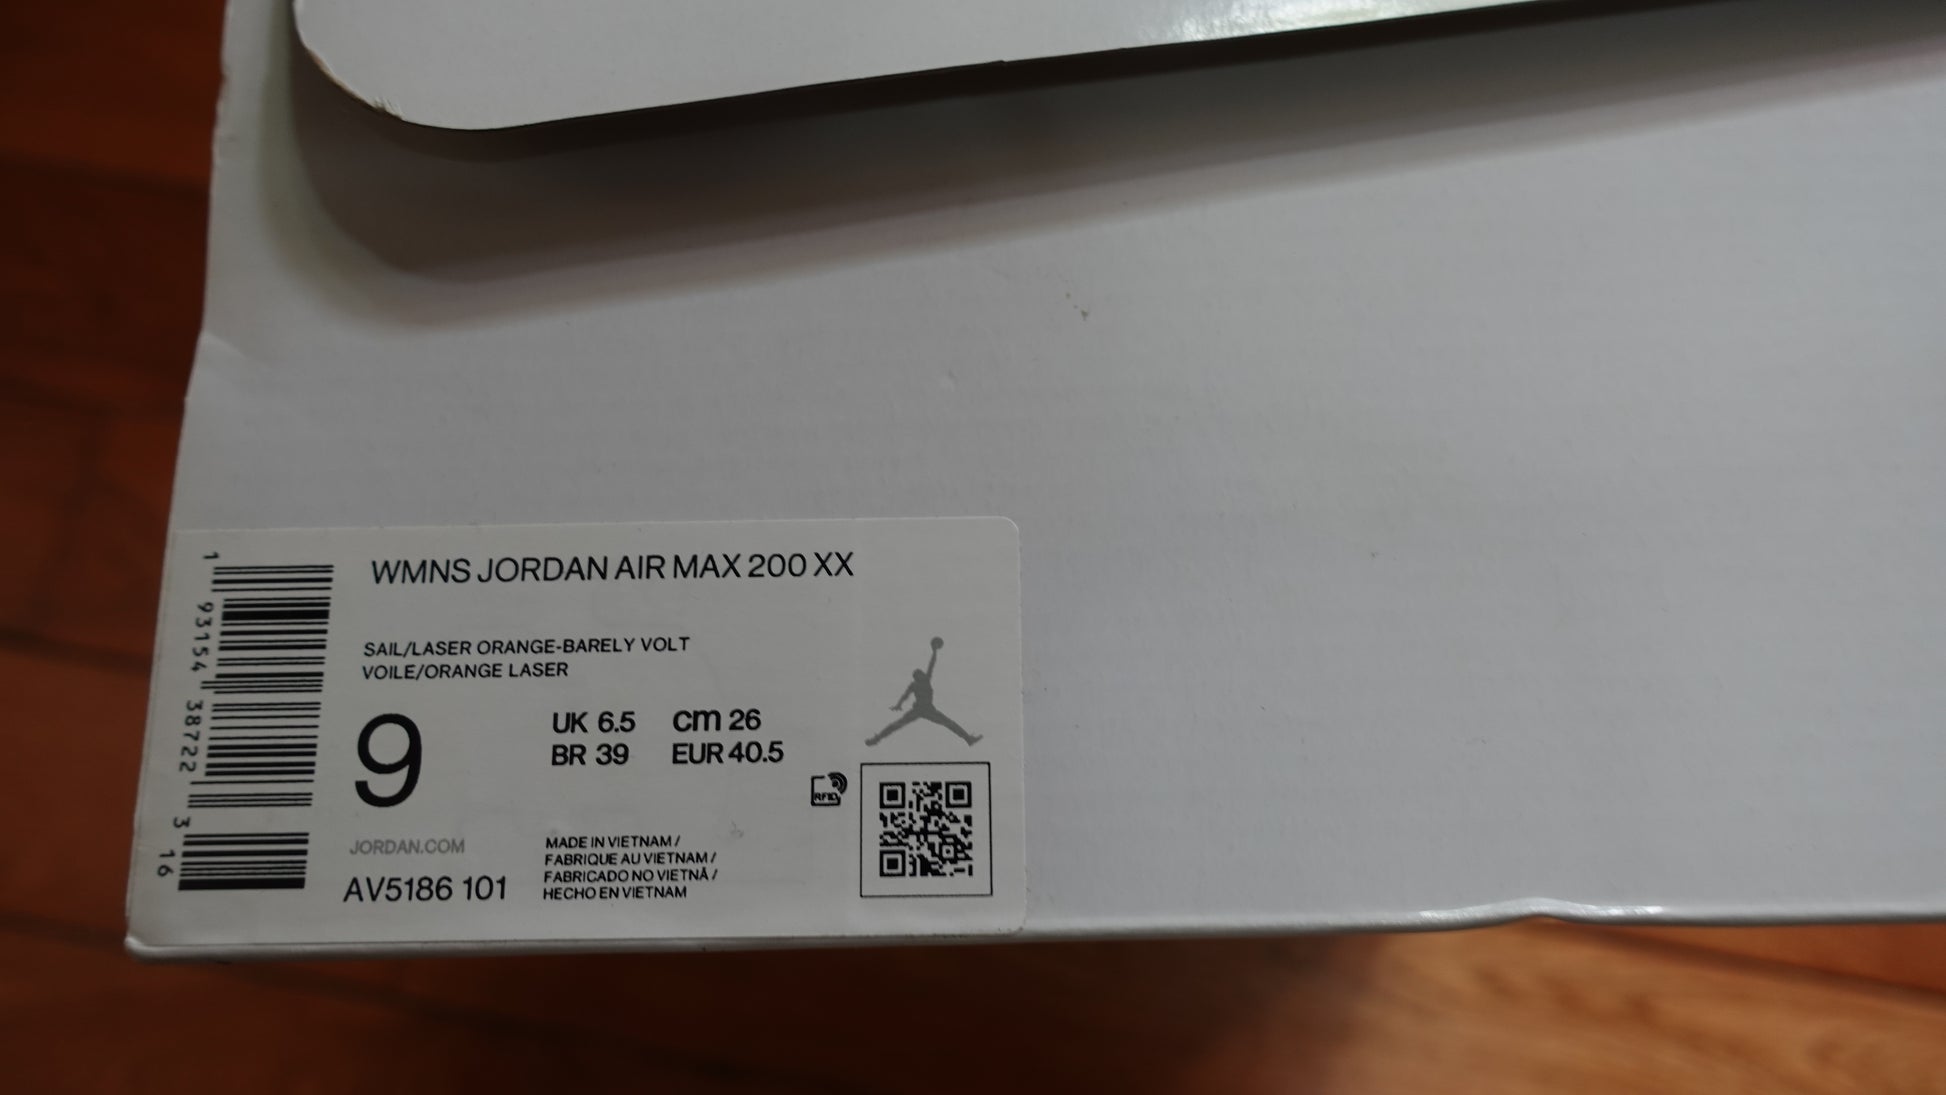 WMNS JORDAN AIR MAX 200 XX
SAIL/LASER ORANGE-BARELY VOLT
VOILE/ORANGE LASER
9
UK 6.5 cm 26
BR 39 EUR 40.5
RFID
JORDAN.COM
AV5186 101
MADE IN VIETNAM /
FABRIQUE AU VIETNAM /
FABRICADO NO VIETNÃ /
HECHO EN VIETNAM
1 93154 38722 3 16